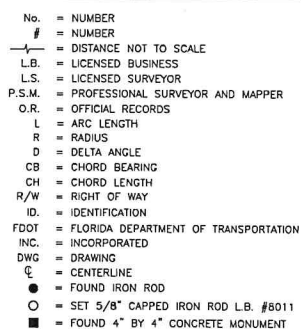 No. = NUMBER
# = NUMBER
= DISTANCE NOT TO SCALE
L.B. = LICENSED BUSINESS
L.S. = LICENSED SURVEYOR
P.S.M. = PROFESSIONAL SURVEYOR AND MAPPER
O.R. = OFFICIAL RECORDS
L = ARC LENGTH
R = RADIUS
D = DELTA ANGLE
CB = CHORD BEARING
CH = CHORD LENGTH
R/W = RIGHT OF WAY
ID. = IDENTIFICATION
FDOT = FLORIDA DEPARTMENT OF TRANSPORTATION
INC. = INCORPORATED
DWG = DRAWING
℄ = CENTERLINE
● = FOUND IRON ROD
○ = SET 5/8" CAPPED IRON ROD L.B. #8011
■ = FOUND 4" BY 4" CONCRETE MONUMENT